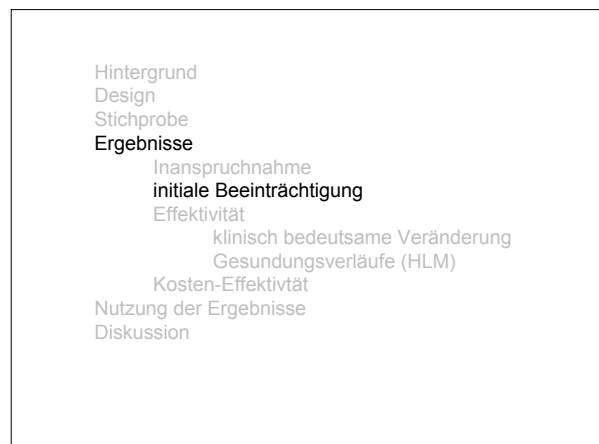 Hintergrund
Design
Stichprobe
Ergebnisse
Inanspruchnahme
initiale Beeinträchtigung
Effektivität
klinisch bedeutsame Veränderung
Gesundungsverläufe (HLM)
Kosten-Effektivtät
Nutzung der Ergebnisse
Diskussion